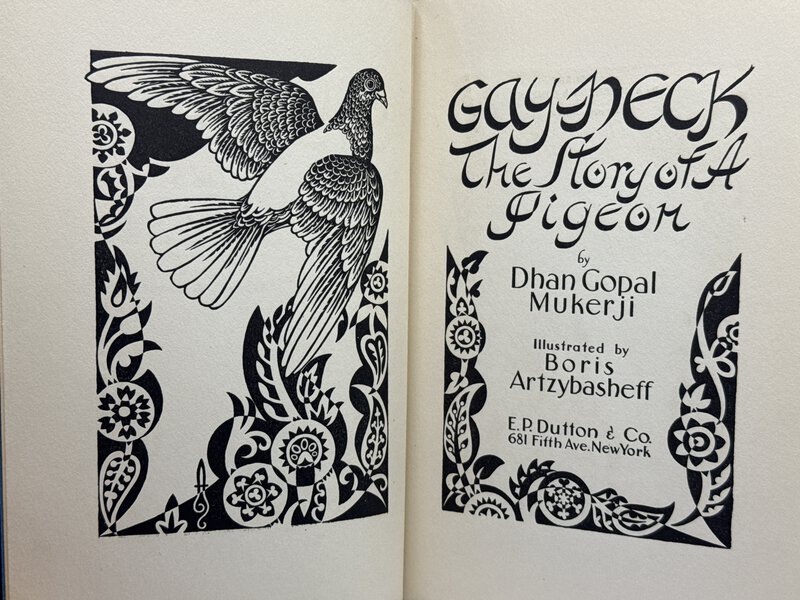 GAY-NECK
The Story of A
Pigeon
by
Dhan Gopal
Mukerji
Illustrated by
Boris
Artzybasheff
E.P. Dutton & Co.
681 Fifth Ave. New York